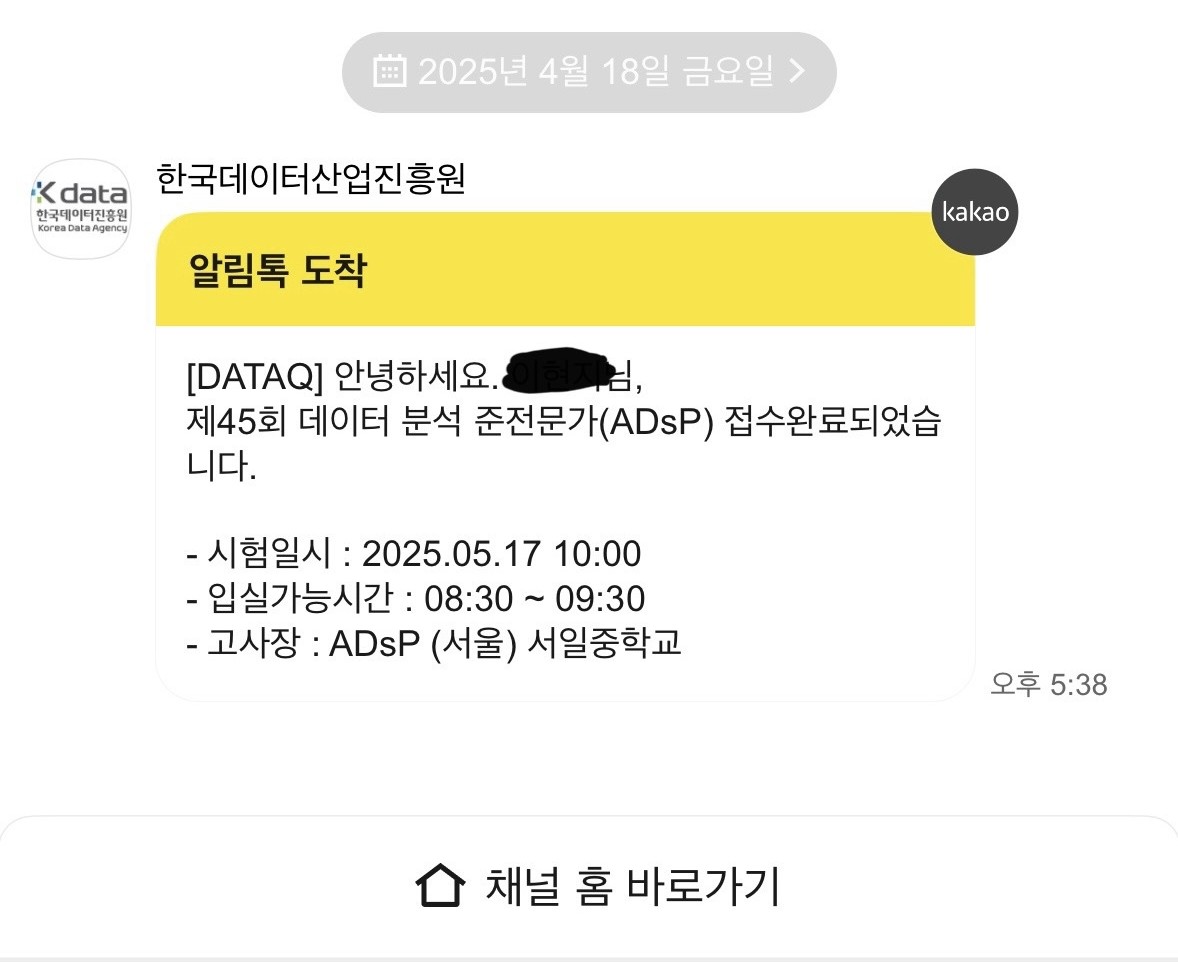 2025년 4월 18일 금요일
K data
한국데이터진흥원
Korea Data Agency
한국데이터산업진흥원
kakao
알림톡 도착
[DATAQ] 안녕하세요. 님,
제45회 데이터 분석 준전문가(ADsP) 접수완료되었습
니다.
- 시험일시 : 2025.05.17 10:00
- 입실가능시간 : 08:30 ~ 09:30
- 고사장 : ADsP (서울) 서일중학교
오후 5:38
채널 홈 바로가기